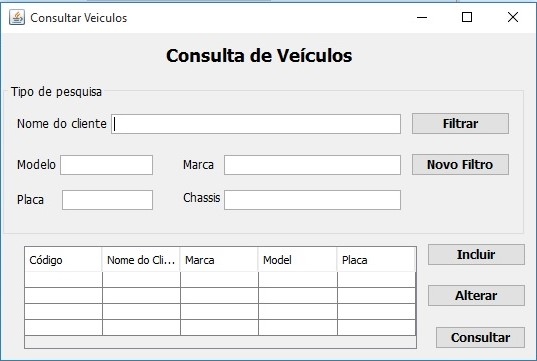 Consultar Veiculos
Consulta de Veículos
Tipo de pesquisa
Nome do cliente Filtrar
Modelo Marca Novo Filtro
Placa Chassis
Incluir
Código Nome do Cli... Marca Model Placa
Alterar
Consultar